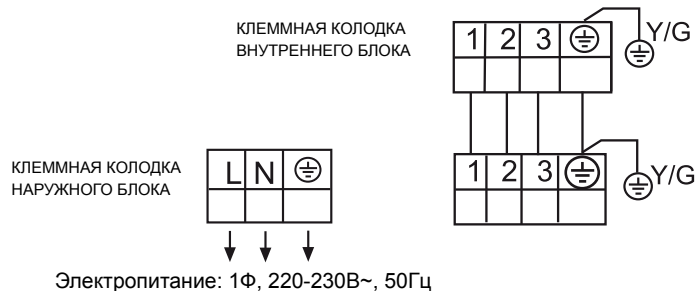 КЛЕММНАЯ КОЛОДКА
ВНУТРЕННЕГО БЛОКА
1 2 3 Y/G
КЛЕММНАЯ КОЛОДКА
НАРУЖНОГО БЛОКА
L N
1 2 3 Y/G
Электропитание: 1Ф, 220-230В~, 50Гц